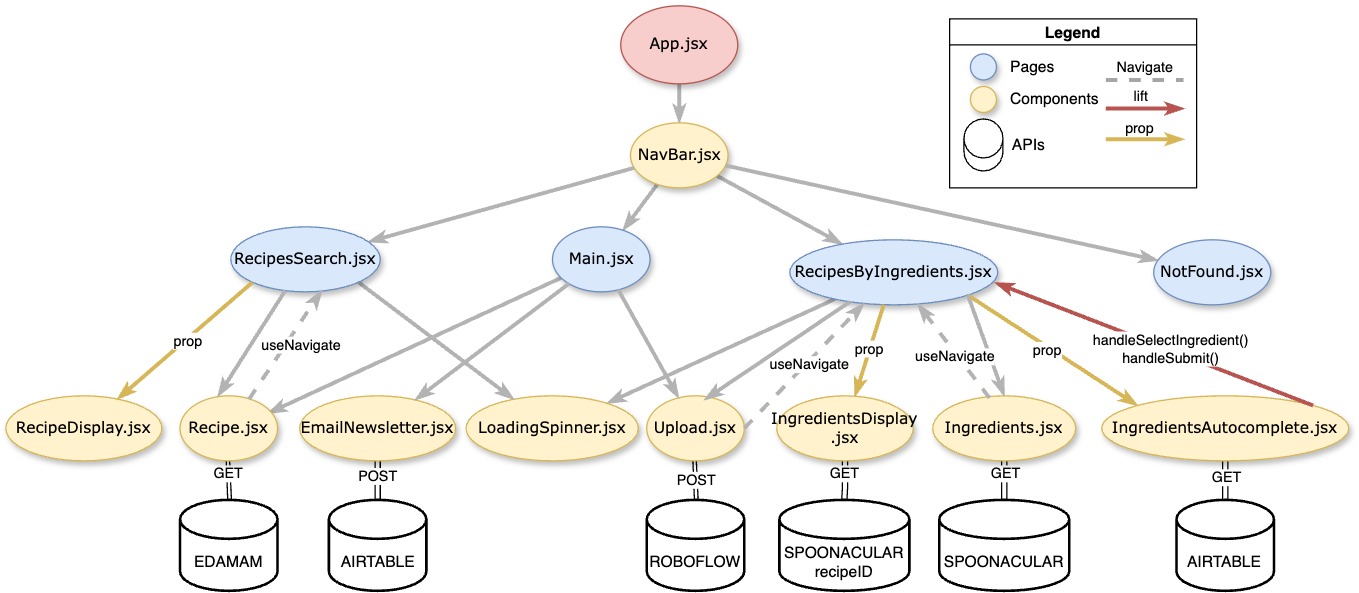 App.jsx
Legend
Pages
Navigate
Components
lift
prop
APIs
NavBar.jsx
RecipesSearch.jsx
Main.jsx
RecipesByIngredients.jsx
NotFound.jsx
prop
useNavigate
useNavigate
prop
useNavigate
prop
handleSelectIngredient()
handleSubmit()
RecipeDisplay.jsx
Recipe.jsx
EmailNewsletter.jsx
LoadingSpinner.jsx
Upload.jsx
IngredientsDisplay
.jsx
Ingredients.jsx
IngredientsAutocomplete.jsx
GET
POST
POST
GET
GET
GET
EDAMAM
AIRTABLE
ROBOFLOW
SPOONACULAR
recipeID
SPOONACULAR
AIRTABLE